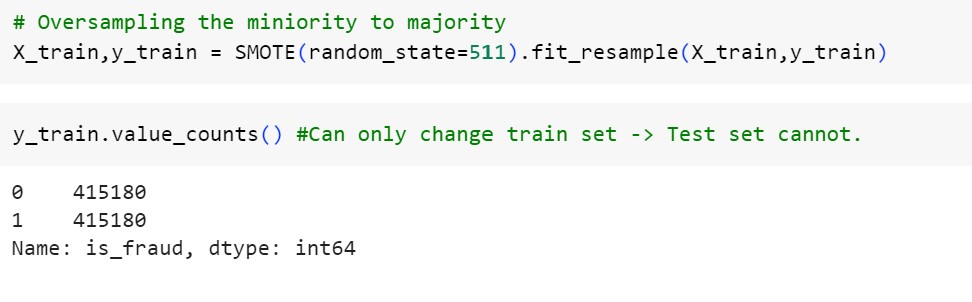 # Oversampling the miniority to majority
X_train,y_train = SMOTE(random_state=511).fit_resample(X_train,y_train)
y_train.value_counts() #Can only change train set -> Test set cannot.
0    415180
1    415180
Name: is_fraud, dtype: int64